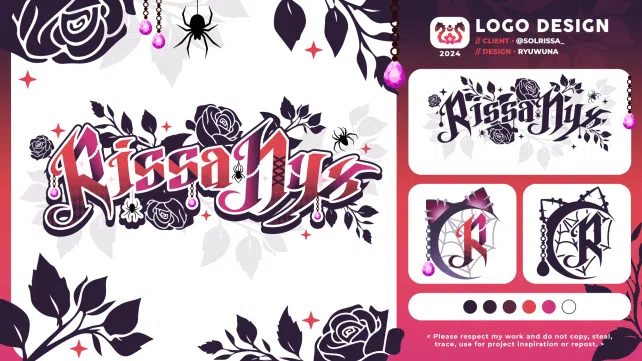 RissaNyx
LOGO DESIGN
// CLIENT - @SOLRISSA_
// DESIGN - RYUWUNA
2024
RissaNyx
R
R
< Please respect my work and do not copy, steal,
trace, use for project inspiration or repost. >